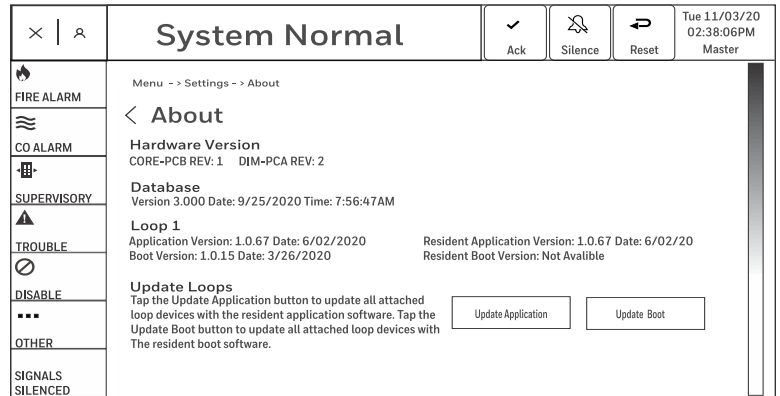 System Normal
Ack
Silence
Reset
Tue 11/03/20
02:38:06PM
Master
FIRE ALARM
CO ALARM
SUPERVISORY
TROUBLE
DISABLE
OTHER
SIGNALS
SILENCED
Menu -> Settings -> About
< About
Hardware Version
CORE-PCB REV: 1 DIM-PCA REV: 2
Database
Version 3.000 Date: 9/25/2020 Time: 7:56:47AM
Loop 1
Application Version: 1.0.67 Date: 6/02/2020 Resident Application Version: 1.0.67 Date: 6/02/20
Boot Version: 1.0.15 Date: 3/26/2020 Resident Boot Version: Not Avalible
Update Loops
Tap the Update Application button to update all attached
loop devices with the resident application software. Tap the
Update Boot button to update all attached loop devices with
The resident boot software.
Update Application
Update Boot